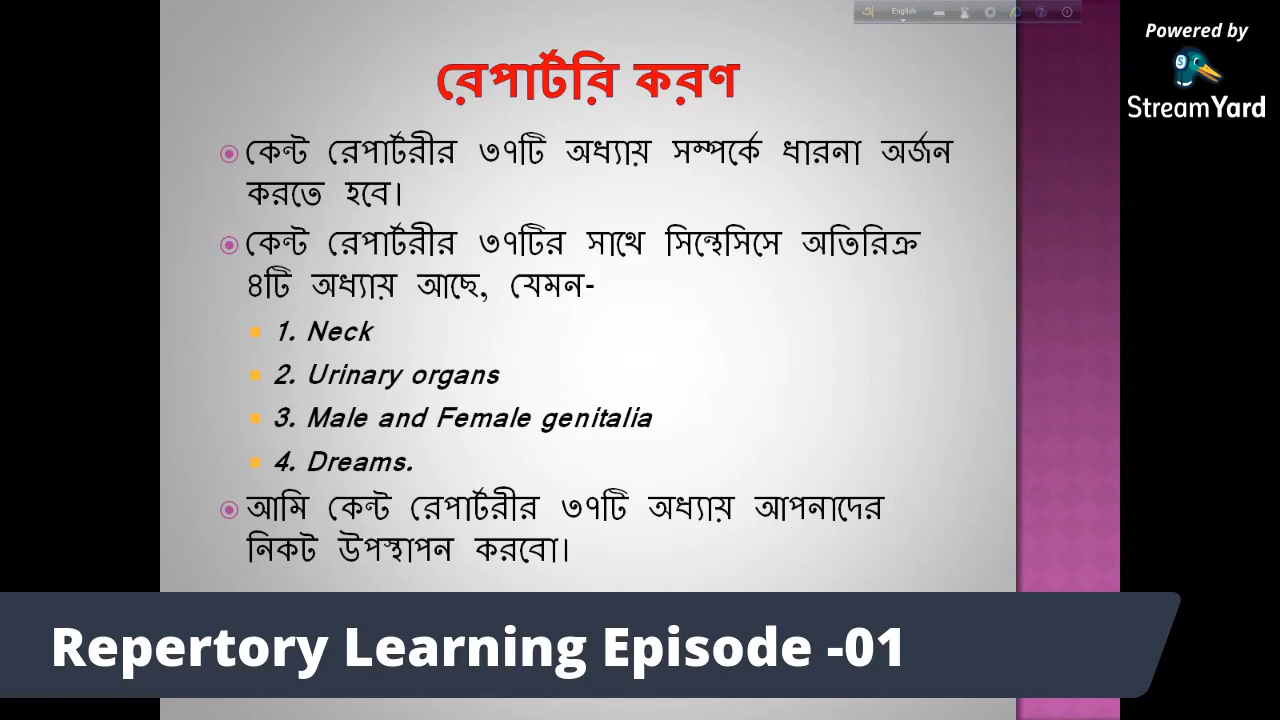 English
Powered by
StreamYard
রেপার্টরি করণ
কেন্ট রেপার্টরীর ৩৭টি অধ্যায় সম্পর্কে ধারনা অর্জন
করতে হবে।
কেন্ট রেপার্টরীর ৩৭টির সাথে সিন্থেসিসে অতিরিক্র
৪টি অধ্যায় আছে, যেমন-
1. Neck
2. Urinary organs
3. Male and Female genitalia
4. Dreams.
আমি কেন্ট রেপার্টরীর ৩৭টি অধ্যায় আপনাদের
নিকট উপস্থাপন করবো।
Repertory Learning Episode -01